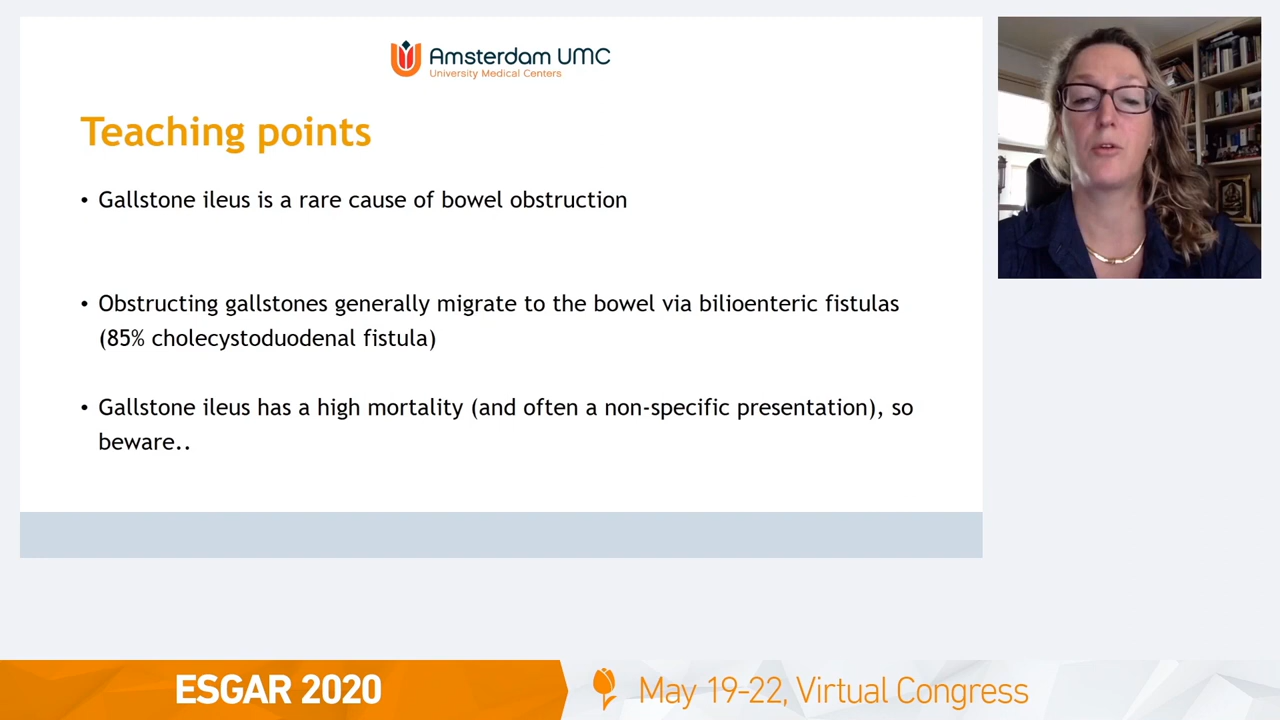 Amsterdam UMC
University Medical Centers
Teaching points
• Gallstone ileus is a rare cause of bowel obstruction
• Obstructing gallstones generally migrate to the bowel via bilioenteric fistulas
(85% cholecystoduodenal fistula)
• Gallstone ileus has a high mortality (and often a non-specific presentation), so
beware..
ESGAR 2020
May 19-22, Virtual Congress